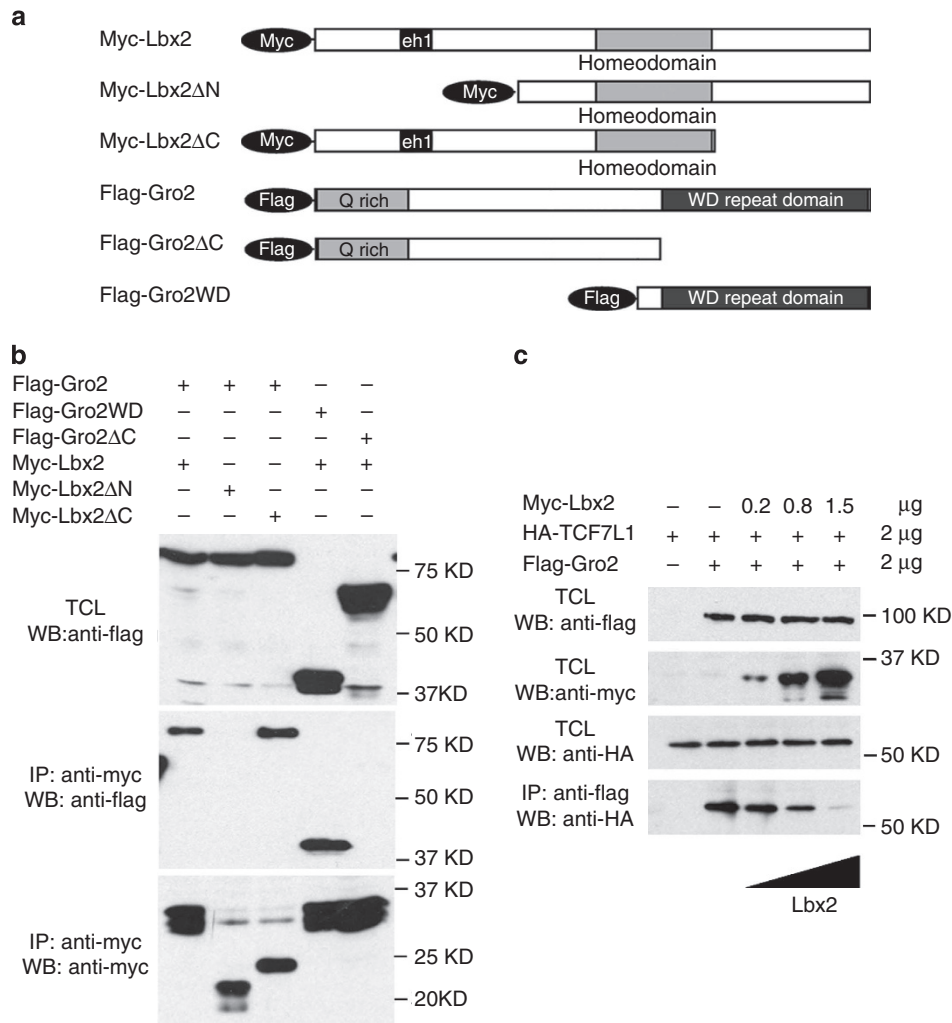 a
Myc-Lbx2
Myc
eh1
Homeodomain
Myc-Lbx2ΔN
Myc
Homeodomain
Myc-Lbx2ΔC
Myc
eh1
Homeodomain
Flag-Gro2
Flag
Q rich
WD repeat domain
Flag-Gro2ΔC
Flag
Q rich
Flag-Gro2WD
Flag
WD repeat domain
b
Flag-Gro2 + + + – –
Flag-Gro2WD – – – + –
Flag-Gro2ΔC – – – – +
Myc-Lbx2 + – – + +
Myc-Lbx2ΔN – + – – –
Myc-Lbx2ΔC – – + – –
TCL
WB:anti-flag
75 KD
50 KD
37KD
IP: anti-myc
WB: anti-flag
75 KD
50 KD
37 KD
IP: anti-myc
WB: anti-myc
37 KD
25 KD
20KD
c
Myc-Lbx2 – – 0.2 0.8 1.5 μg
HA-TCF7L1 + + + + + 2 μg
Flag-Gro2 – + + + + 2 μg
TCL
WB: anti-flag
100 KD
TCL
WB:anti-myc
37 KD
TCL
WB: anti-HA
50 KD
IP: anti-flag
WB: anti-HA
50 KD
Lbx2